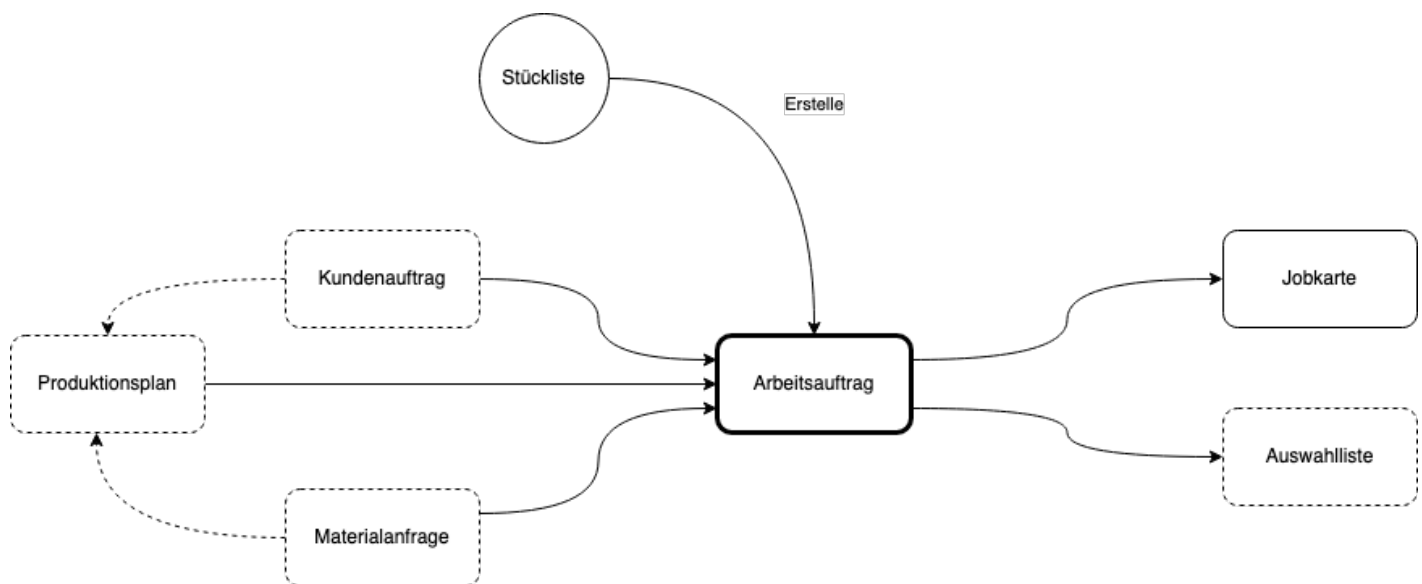 Stückliste
Erstelle
Kundenauftrag
Jobkarte
Produktionsplan
Arbeitsauftrag
Auswahlliste
Materialanfrage